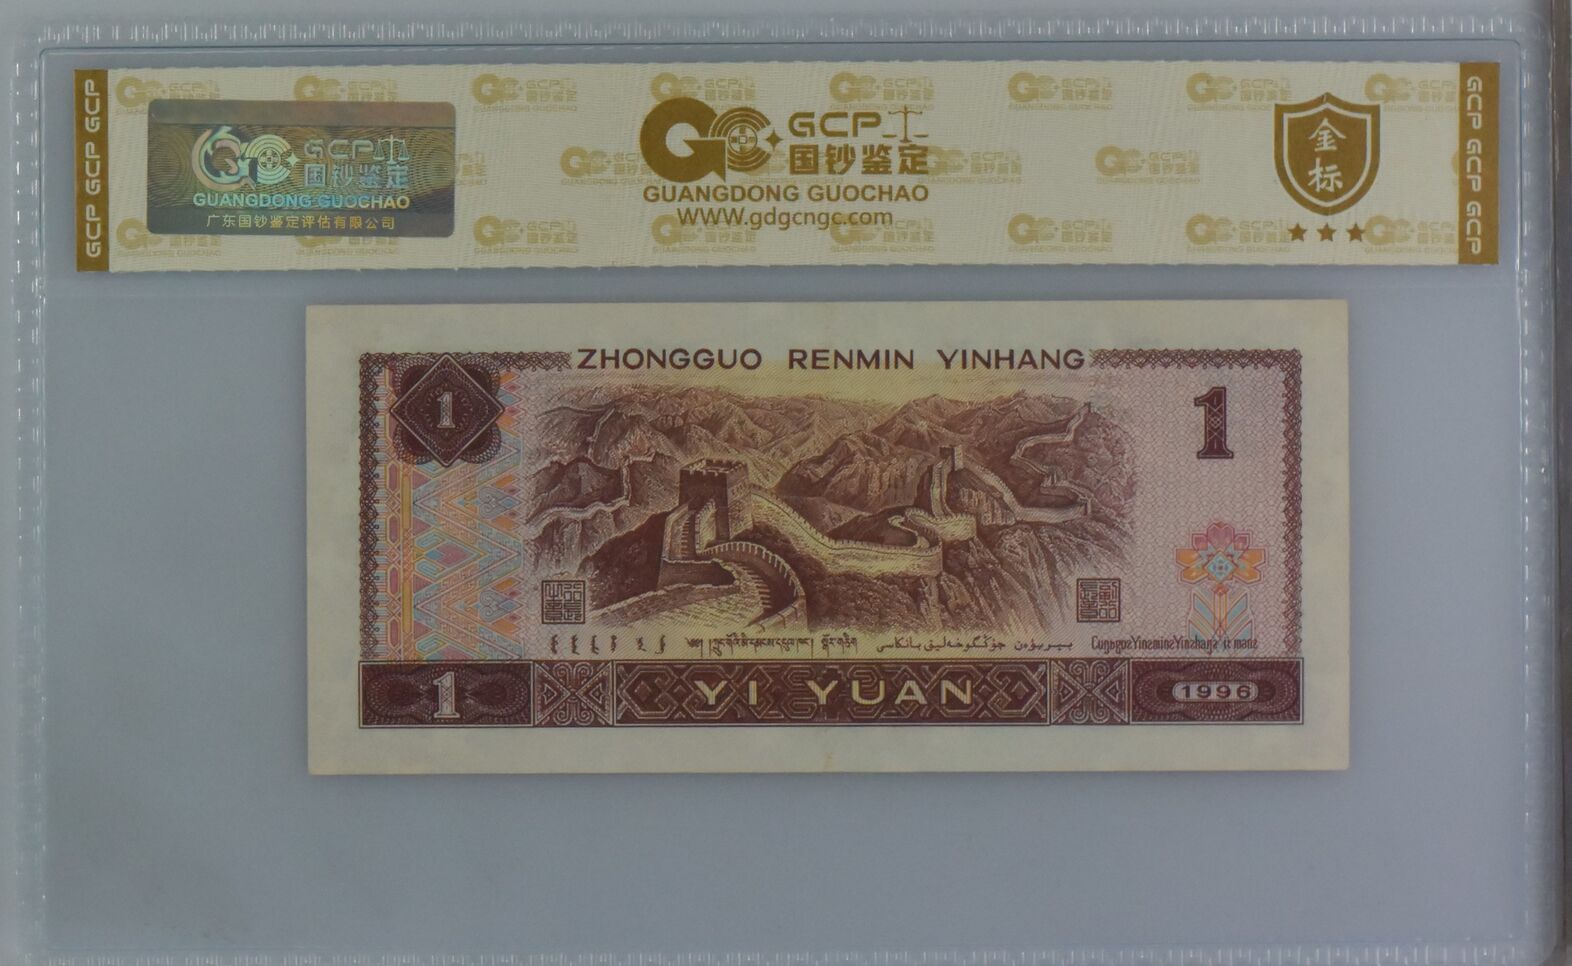 GCP GCP GCP
GCP 国钞鉴定
GUANGDONG GUOCHAO
广东国钞鉴定评估有限公司
GCP
国钞鉴定
GUANGDONG GUOCHAO
WWW.gdgcngc.com
金标
GCP GCP GCP
ZHONGGUO RENMIN YINHANG
1
1
1
YI YUAN
1996